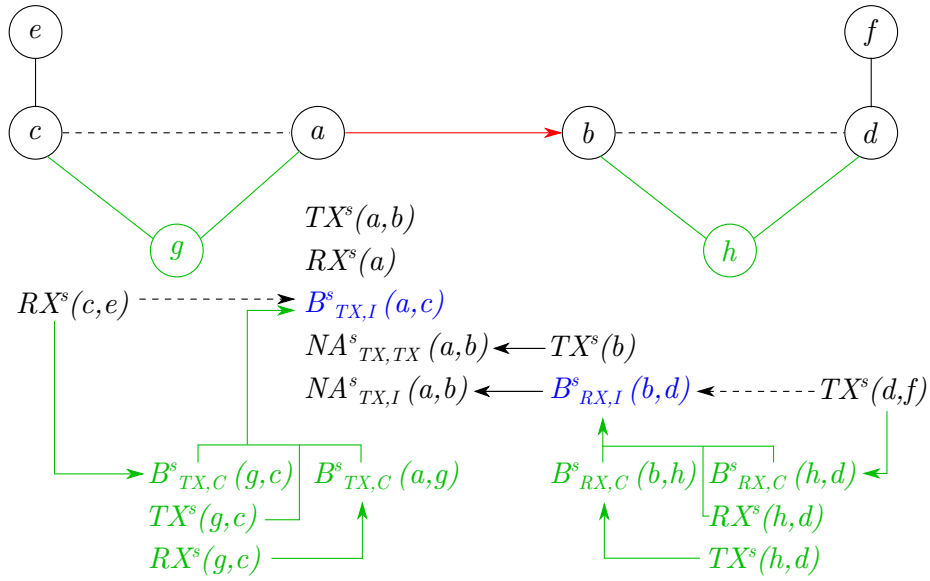 e f
c a b d
g h
TXˢ(a,b)
RXˢ(a)
RXˢ(c,e) Bˢ_TX,I (a,c)
NAˢ_TX,TX (a,b) TXˢ(b)
NAˢ_TX,I (a,b) Bˢ_RX,I (b,d) TXˢ(d,f)
Bˢ_TX,C (g,c) Bˢ_TX,C (a,g) Bˢ_RX,C (b,h) Bˢ_RX,C (h,d)
TXˢ(g,c) RXˢ(h,d)
RXˢ(g,c) TXˢ(h,d)